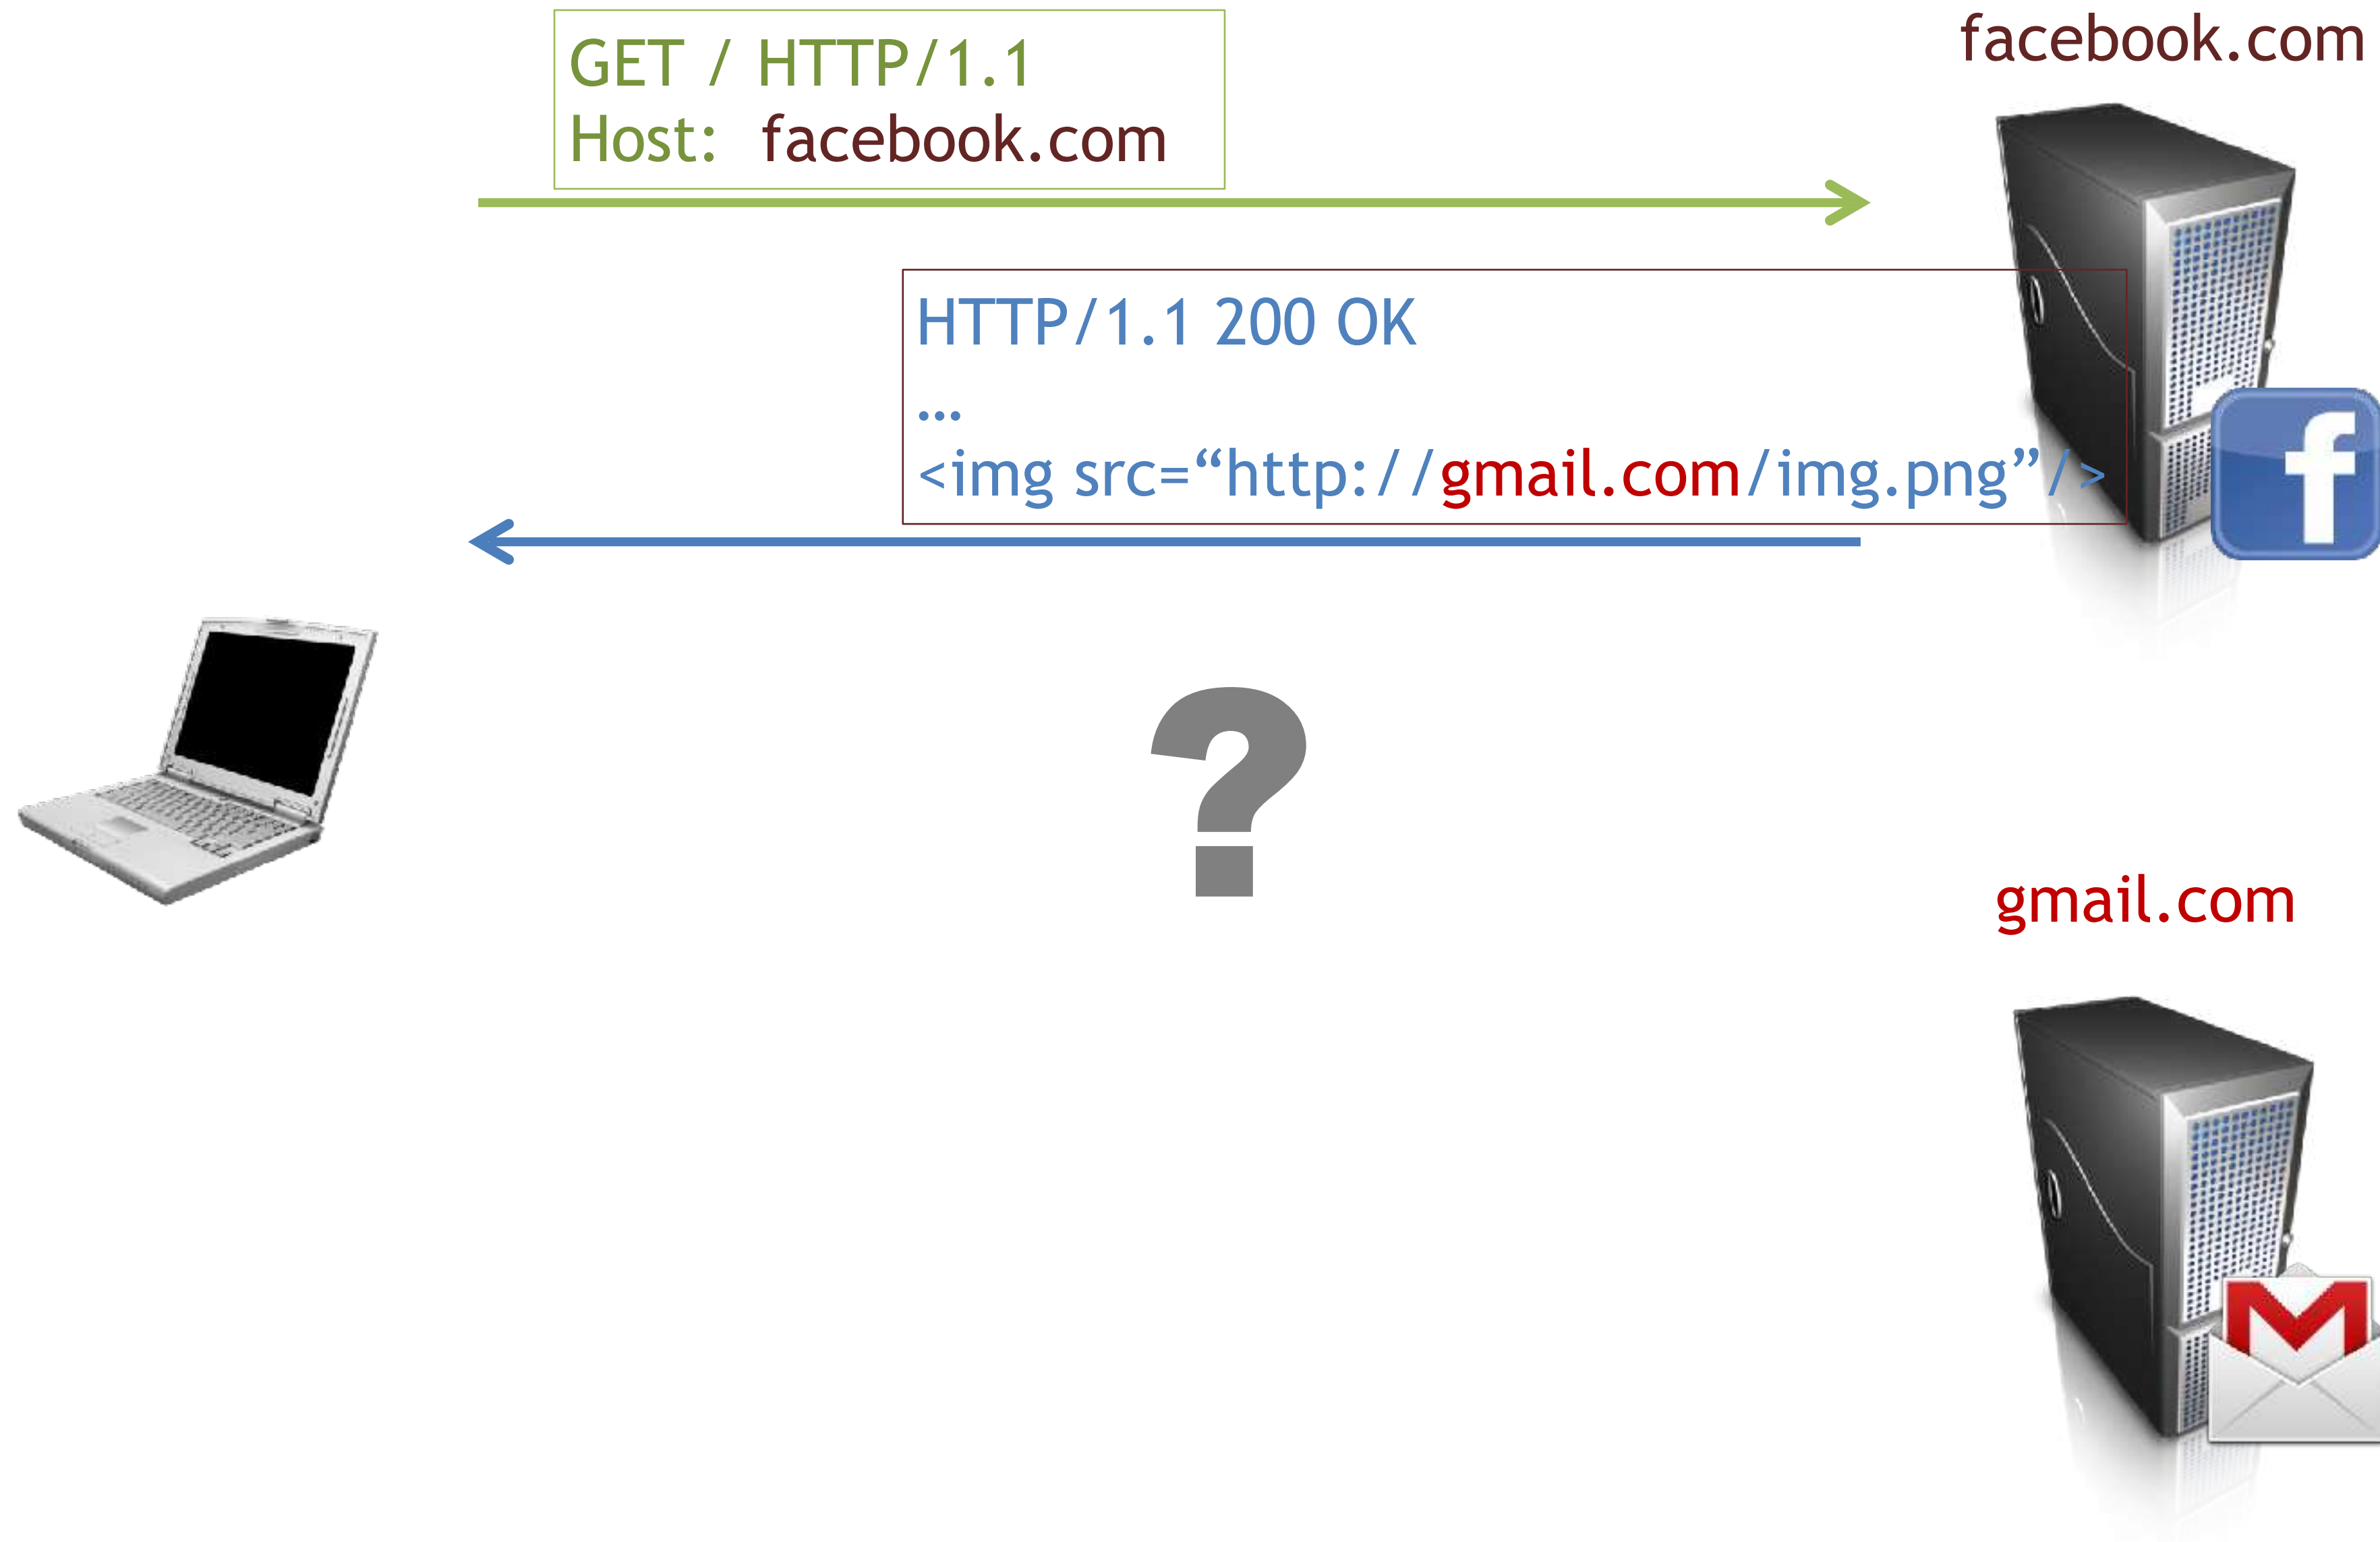 facebook.com
GET / HTTP/1.1
Host: facebook.com
HTTP/1.1 200 OK
…
<img src=“http://gmail.com/img.png”/>
f
?
gmail.com
M